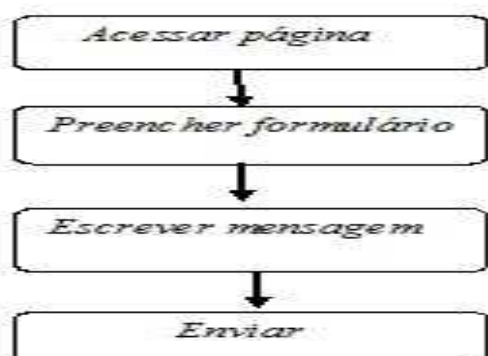 Acessar página
Preencher formulário
Escrever mensagem
Enviar